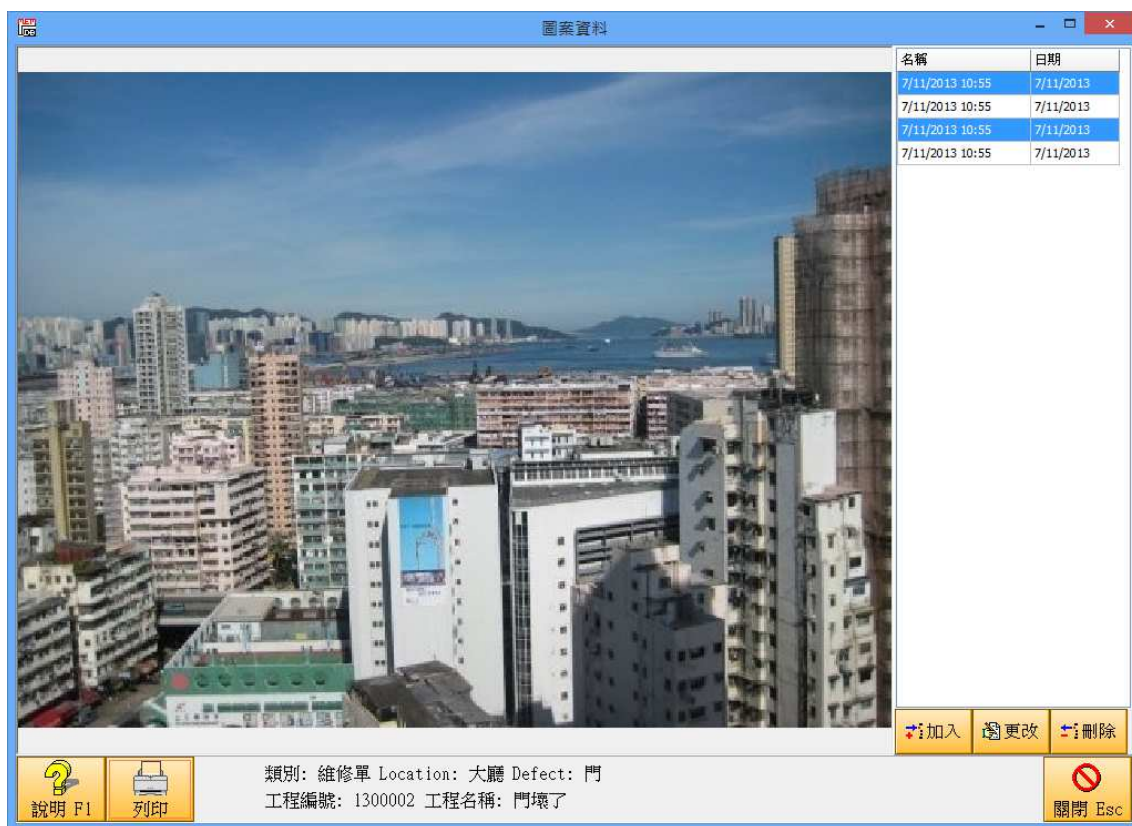 圖案資料
名稱 日期
7/11/2013 10:55 7/11/2013
7/11/2013 10:55 7/11/2013
7/11/2013 10:55 7/11/2013
7/11/2013 10:55 7/11/2013
加入 更改 刪除
說明 F1 列印
類別: 維修單 Location: 大廳 Defect: 門
工程編號: 1300002 工程名稱: 門壞了
關閉 Esc